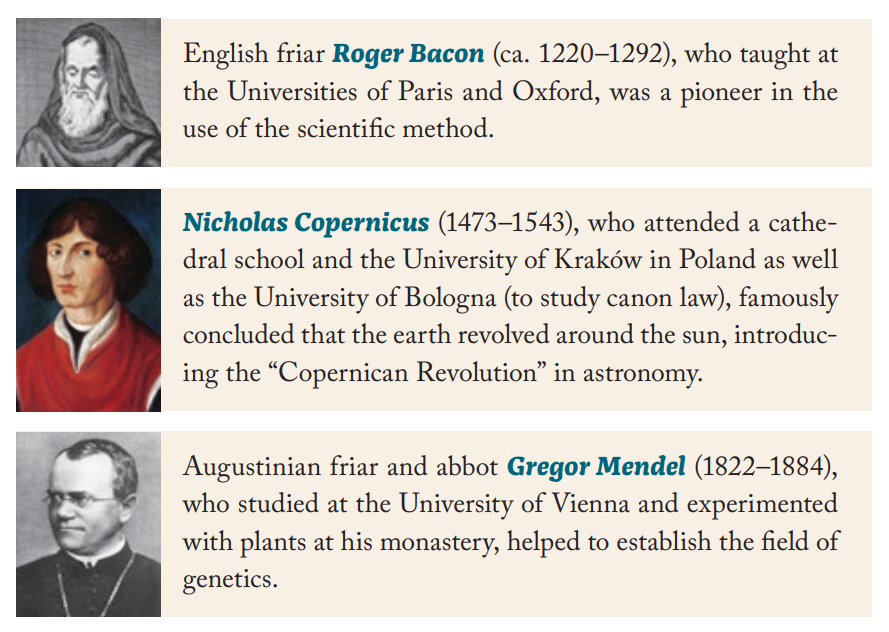 English friar Roger Bacon (ca. 1220–1292), who taught at
the Universities of Paris and Oxford, was a pioneer in the
use of the scientific method.
Nicholas Copernicus (1473–1543), who attended a cathe-
dral school and the University of Kraków in Poland as well
as the University of Bologna (to study canon law), famously
concluded that the earth revolved around the sun, introduc-
ing the “Copernican Revolution” in astronomy.
Augustinian friar and abbot Gregor Mendel (1822–1884),
who studied at the University of Vienna and experimented
with plants at his monastery, helped to establish the field of
genetics.